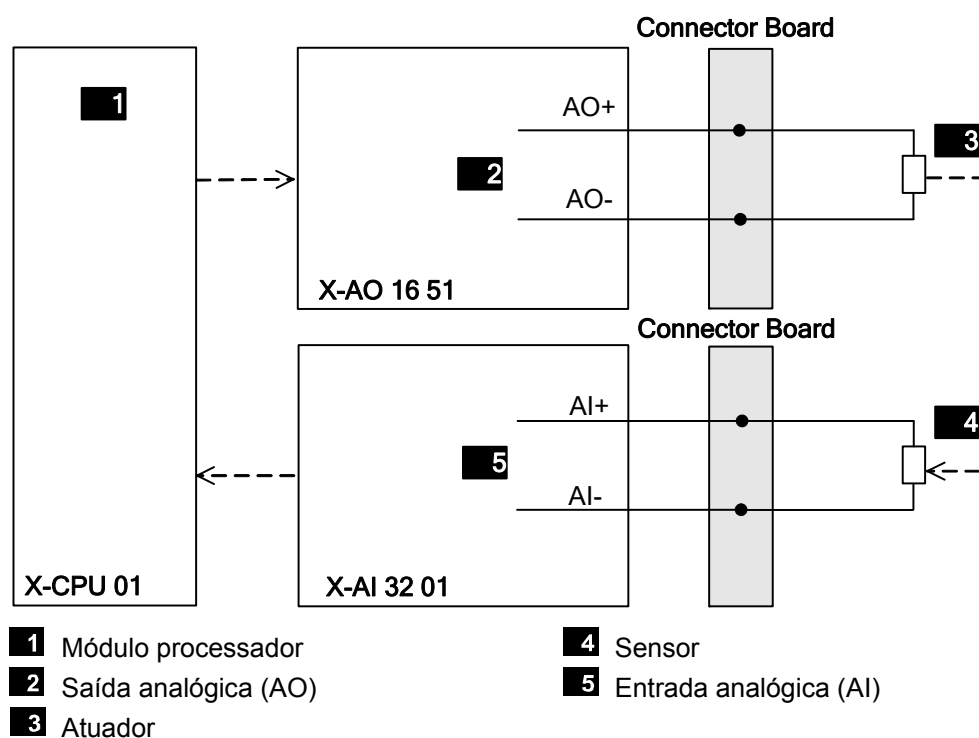 Connector Board
1
AO+
3
2
AO-
X-AO 16 51
Connector Board
AI+
4
5
AI-
X-CPU 01
X-AI 32 01
1 Módulo processador
2 Saída analógica (AO)
3 Atuador
4 Sensor
5 Entrada analógica (AI)